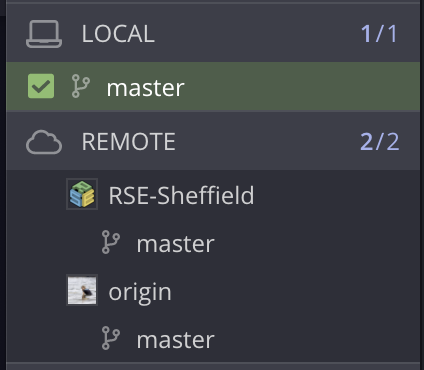 LOCAL 1/1
master
REMOTE 2/2
RSE-Sheffield
master
origin
master